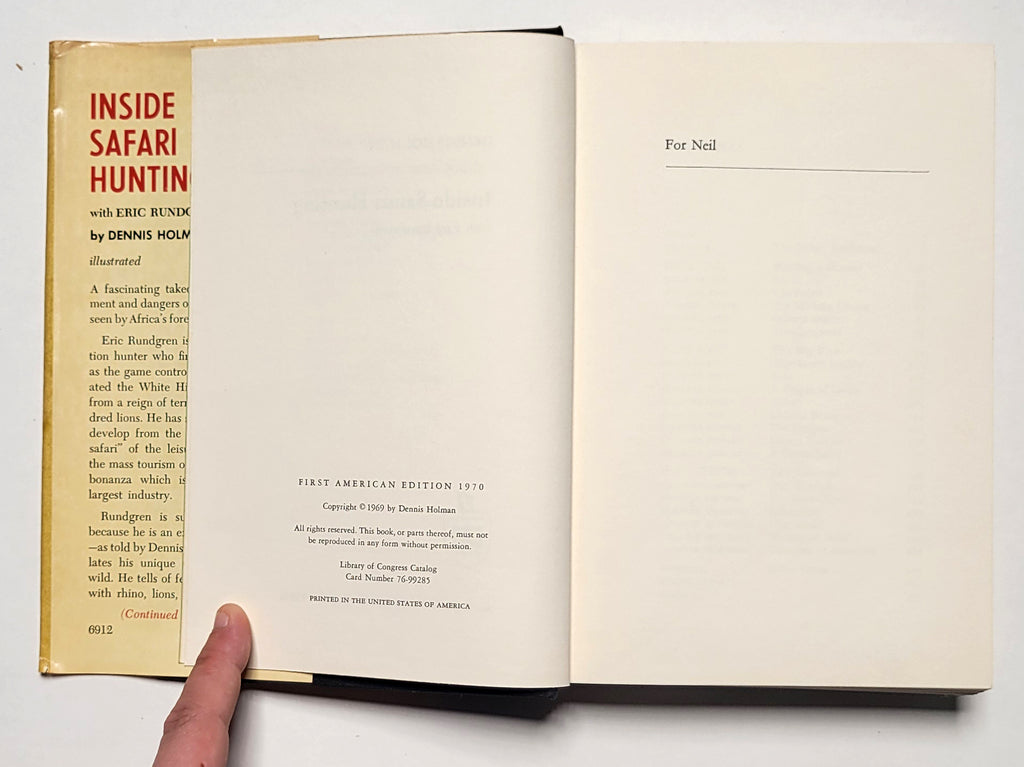 INSIDE
SAFARI
HUNTIN
with ERIC RUNDG
by DENNIS HOLM
illustrated
A fascinating take
ment and dangers o
seen by Africa's fore
Eric Rundgren is
tion hunter who fi
as the game contro
ated the White Hi
from a reign of ter
dred lions. He has
develop from the
safari" of the leis
the mass tourism o
bonanza which is
largest industry.
Rundgren is su
because he is an e
—as told by Dennis
lates his unique
wild. He tells of fe
with rhino, lions,
(Continued
6912
FIRST AMERICAN EDITION 1970
Copyright © 1969 by Dennis Holman
All rights reserved. This book, or parts thereof, must not
be reproduced in any form without permission.
Library of Congress Catalog
Card Number 76-99285
PRINTED IN THE UNITED STATES OF AMERICA
For Neil